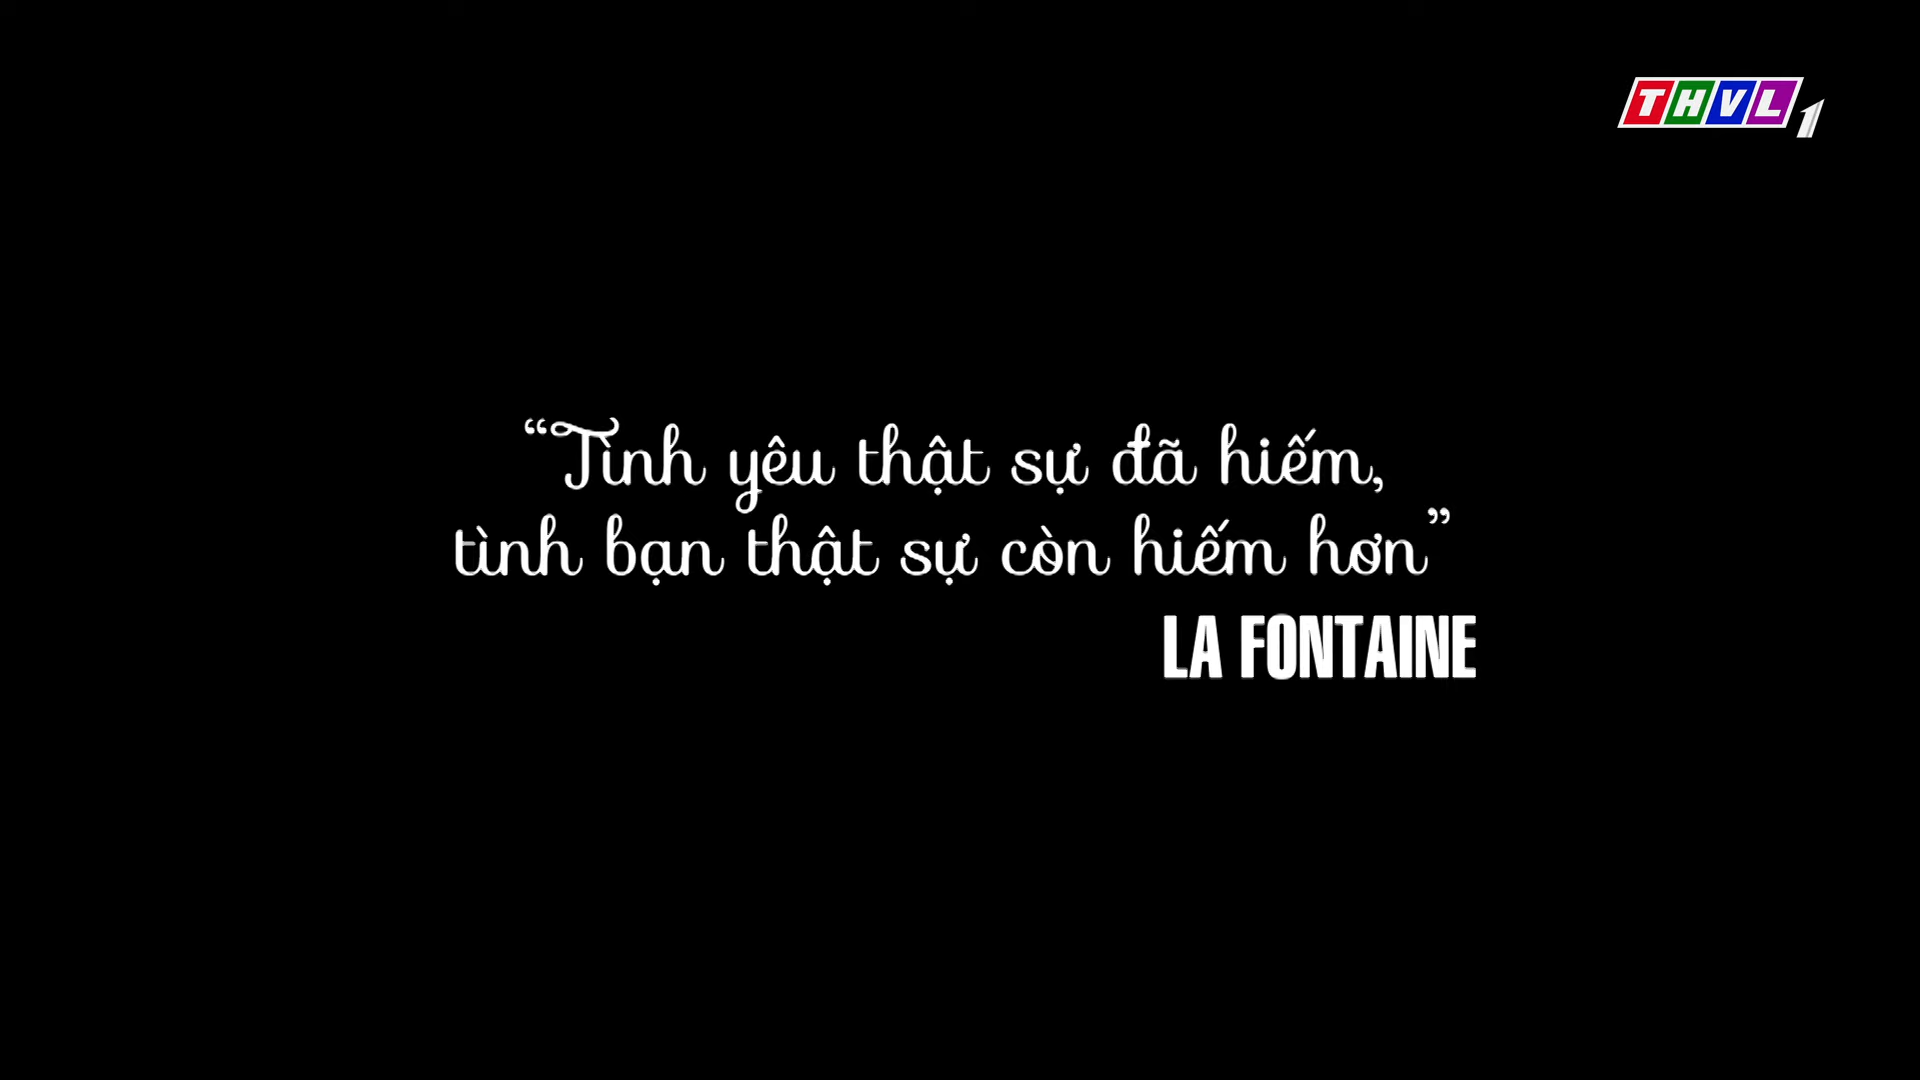 THVL1
“Tình yêu thật sự đã hiếm,
tình bạn thật sự còn hiếm hơn”
LA FONTAINE